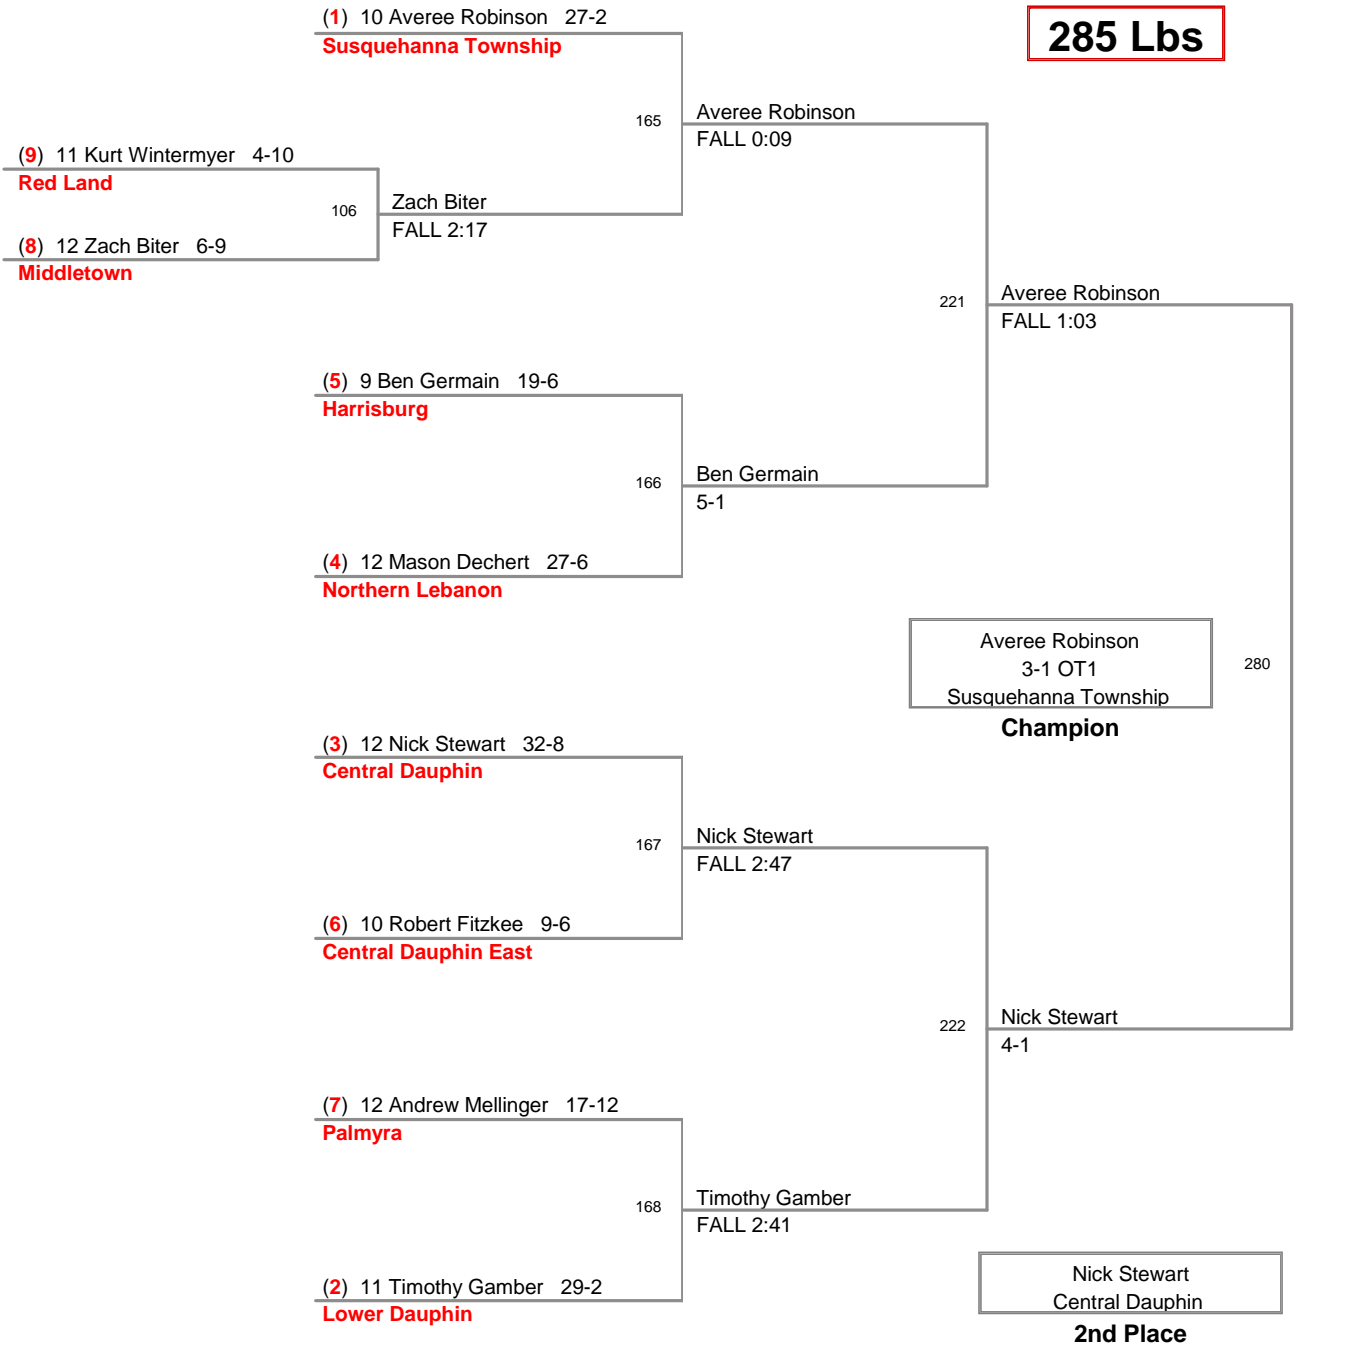 (1) 10 Averee Robinson 27-2
Susquehanna Township
285 Lbs
165
Averee Robinson
FALL 0:09
(9) 11 Kurt Wintermyer 4-10
Red Land
106
Zach Biter
FALL 2:17
(8) 12 Zach Biter 6-9
Middletown
221
Averee Robinson
FALL 1:03
(5) 9 Ben Germain 19-6
Harrisburg
166
Ben Germain
5-1
(4) 12 Mason Dechert 27-6
Northern Lebanon
Averee Robinson
3-1 OT1
Susquehanna Township
Champion
280
(3) 12 Nick Stewart 32-8
Central Dauphin
167
Nick Stewart
FALL 2:47
(6) 10 Robert Fitzkee 9-6
Central Dauphin East
222
Nick Stewart
4-1
(7) 12 Andrew Mellinger 17-12
Palmyra
168
Timothy Gamber
FALL 2:41
(2) 11 Timothy Gamber 29-2
Lower Dauphin
Nick Stewart
Central Dauphin
2nd Place